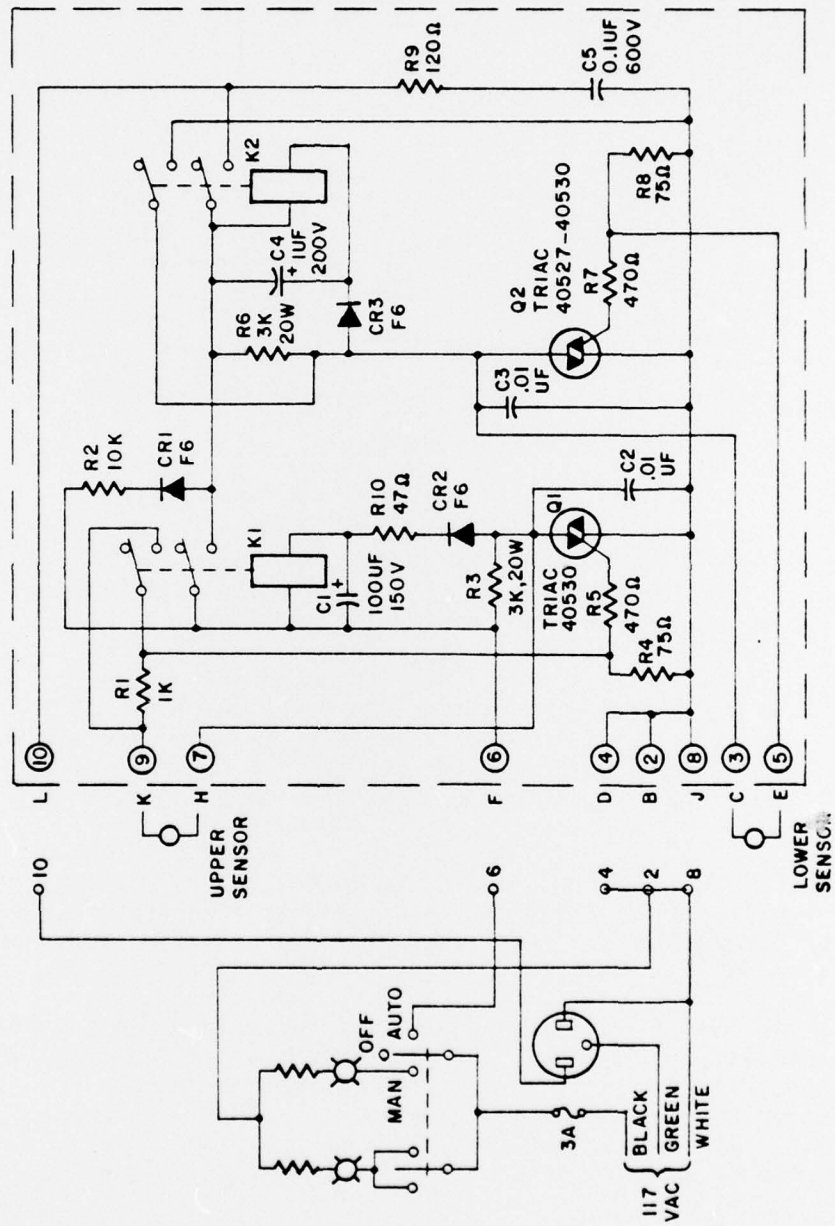 L
10
K
9
H
7
UPPER
SENSOR
F
6
D
4
B
2
J
8
C
3
E
5
LOWER
SENSOR
R1
1K
R2
10K
CR1
F6
K1
C1
+
100UF
150V
R10
47Ω
CR2
F6
R3
3K,20W
TRIAC
40530
Q1
R5
470Ω
R4
75Ω
C2
.01
UF
R6
3K
20W
C4
+
1UF
200V
K2
CR3
F6
C3
.01
UF
Q2
TRIAC
40527-40530
R7
470Ω
R8
75Ω
R9
120Ω
C5
0.1UF
600V
10
6
4
2
8
OFF
MAN
AUTO
3A
117
VAC
BLACK
GREEN
WHITE